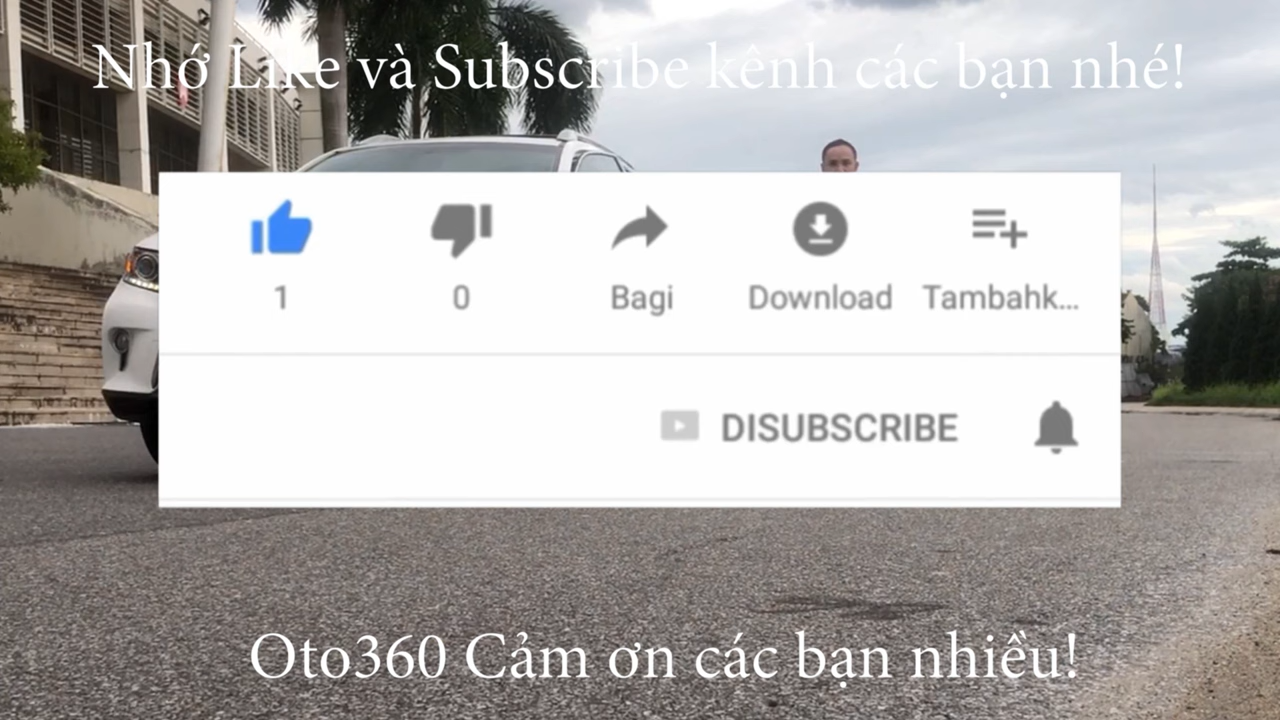 Nhớ Like và Subscribe kênh các bạn nhé!
1 0 Bagi Download Tambahk...
DISUBSCRIBE
Oto360 Cảm ơn các bạn nhiều!